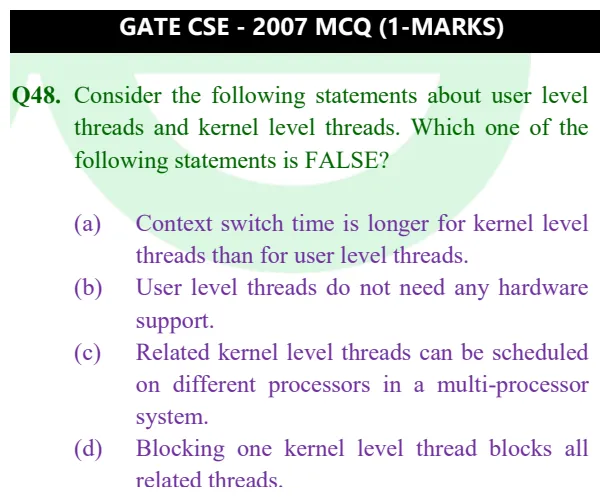 GATE CSE - 2007 MCQ (1-MARKS)
Q48. Consider the following statements about user level
threads and kernel level threads. Which one of the
following statements is FALSE?
(a) Context switch time is longer for kernel level
threads than for user level threads.
(b) User level threads do not need any hardware
support.
(c) Related kernel level threads can be scheduled
on different processors in a multi-processor
system.
(d) Blocking one kernel level thread blocks all
related threads.